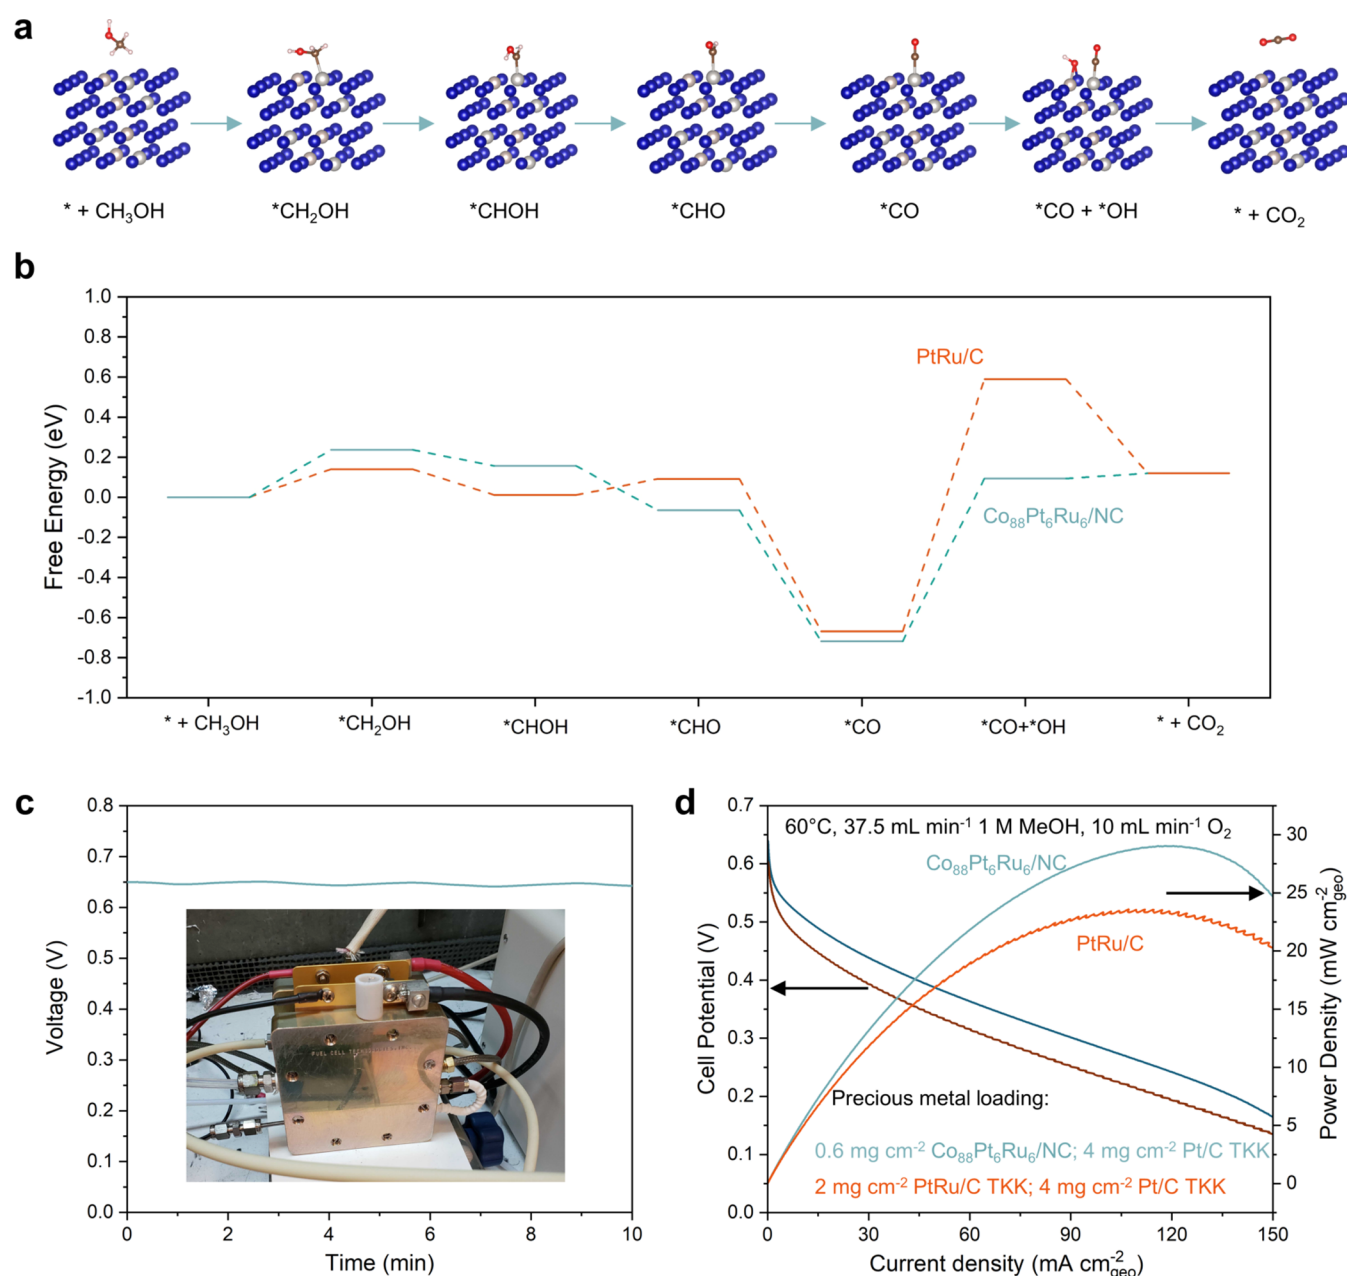 a
* + CH₃OH
*CH₂OH
*CHOH
*CHO
*CO
*CO + *OH
* + CO₂
b
1.0
0.8
0.6
0.4
0.2
0.0
-0.2
-0.4
-0.6
-0.8
-1.0
Free Energy (eV)
PtRu/C
Co₈₈Pt₆Ru₆/NC
* + CH₃OH
*CH₂OH
*CHOH
*CHO
*CO
*CO+*OH
* + CO₂
c
0.8
0.7
0.6
0.5
0.4
0.3
0.2
0.1
0.0
Voltage (V)
0
2
4
6
8
10
Time (min)
d
0.7
0.6
0.5
0.4
0.3
0.2
0.1
0.0
Cell Potential (V)
60°C, 37.5 mL min⁻¹ 1 M MeOH, 10 mL min⁻¹ O₂
Co₈₈Pt₆Ru₆/NC
PtRu/C
Precious metal loading:
0.6 mg cm⁻² Co₈₈Pt₆Ru₆/NC; 4 mg cm⁻² Pt/C TKK
2 mg cm⁻² PtRu/C TKK; 4 mg cm⁻² Pt/C TKK
30
25
20
15
10
5
0
Power Density (mW cm⁻²geo)
0
30
60
90
120
150
Current density (mA cm⁻²geo)